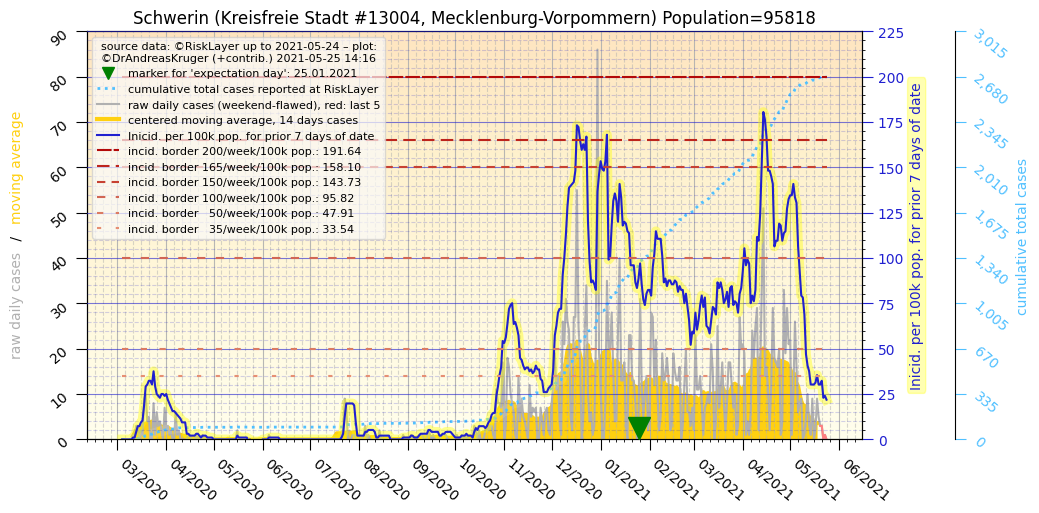 Schwerin (Kreisfreie Stadt #13004, Mecklenburg-Vorpommern) Population=95818
source data: ©RiskLayer up to 2021-05-24 – plot:
©DrAndreasKruger (+contrib.) 2021-05-25 14:16
marker for 'expectation day': 25.01.2021
cumulative total cases reported at RiskLayer
raw daily cases (weekend-flawed), red: last 5
centered moving average, 14 days cases
Inicid. per 100k pop. for prior 7 days of date
incid. border 200/week/100k pop.: 191.64
incid. border 165/week/100k pop.: 158.10
incid. border 150/week/100k pop.: 143.73
incid. border 100/week/100k pop.: 95.82
incid. border   50/week/100k pop.: 47.91
incid. border   35/week/100k pop.: 33.54
raw daily cases  /  moving average
90
80
70
60
50
40
30
20
10
0
03/2020
04/2020
05/2020
06/2020
07/2020
08/2020
09/2020
10/2020
11/2020
12/2020
01/2021
02/2021
03/2021
04/2021
05/2021
06/2021
225
200
175
150
125
100
75
50
25
0
Inicid. per 100k pop. for prior 7 days of date
3,015
2,680
2,345
2,010
1,675
1,340
1,005
670
335
0
cumulative total cases